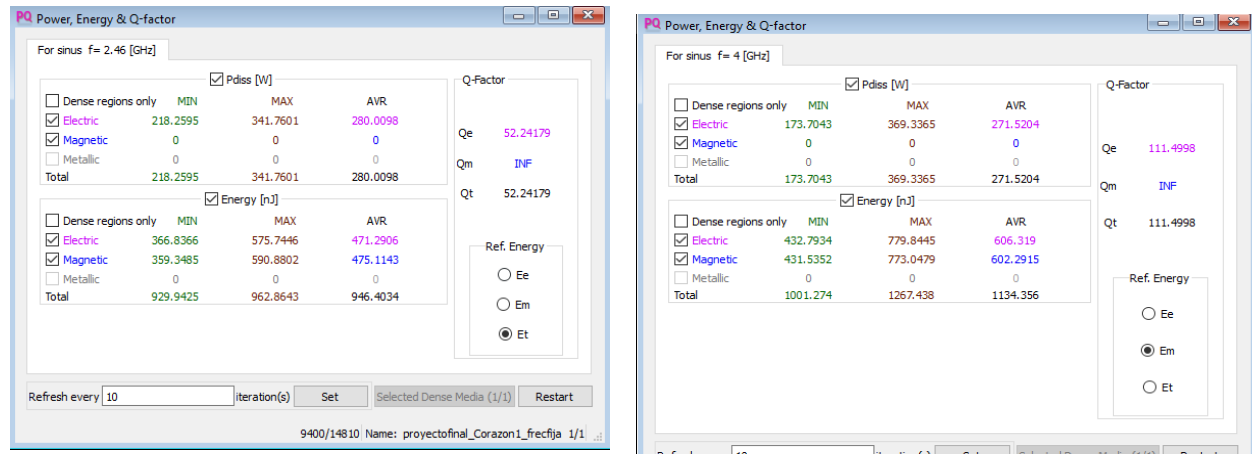 PQ Power, Energy & Q-factor
For sinus f= 2.46 [GHz]
Pdiss [W]
Dense regions only MIN MAX AVR
Electric 218.2595 341.7601 280.0098
Magnetic 0 0 0
Metallic 0 0 0
Total 218.2595 341.7601 280.0098
Energy [nJ]
Dense regions only MIN MAX AVR
Electric 366.8366 575.7446 471.2906
Magnetic 359.3485 590.8802 475.1143
Metallic 0 0 0
Total 929.9425 962.8643 946.4034
Q-Factor
Qe 52.24179
Qm INF
Qt 52.24179
Ref. Energy
Ee
Em
Et
Refresh every 10 iteration(s) Set Selected Dense Media (1/1) Restart
9400/14810 Name: proyectofinal_Corazon1_frecfija 1/1
PQ Power, Energy & Q-factor
For sinus f= 4 [GHz]
Pdiss [W]
Dense regions only MIN MAX AVR
Electric 173.7043 369.3365 271.5204
Magnetic 0 0 0
Metallic 0 0 0
Total 173.7043 369.3365 271.5204
Energy [nJ]
Dense regions only MIN MAX AVR
Electric 432.7934 779.8445 606.319
Magnetic 431.5352 773.0479 602.2915
Metallic 0 0 0
Total 1001.274 1267.438 1134.356
Q-Factor
Qe 111.4998
Qm INF
Qt 111.4998
Ref. Energy
Ee
Em
Et